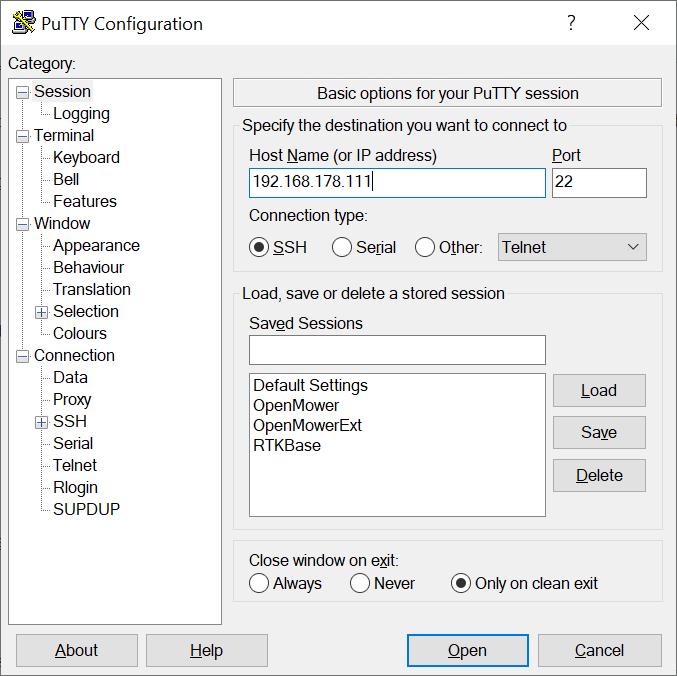 PuTTY Configuration
?
Category:
Session
Logging
Terminal
Keyboard
Bell
Features
Window
Appearance
Behaviour
Translation
Selection
Colours
Connection
Data
Proxy
SSH
Serial
Telnet
Rlogin
SUPDUP
Basic options for your PuTTY session
Specify the destination you want to connect to
Host Name (or IP address) Port
192.168.178.111 22
Connection type:
SSH Serial Other: Telnet
Load, save or delete a stored session
Saved Sessions
Default Settings
OpenMower
OpenMowerExt
RTKBase
Load
Save
Delete
Close window on exit:
Always Never Only on clean exit
About Help Open Cancel